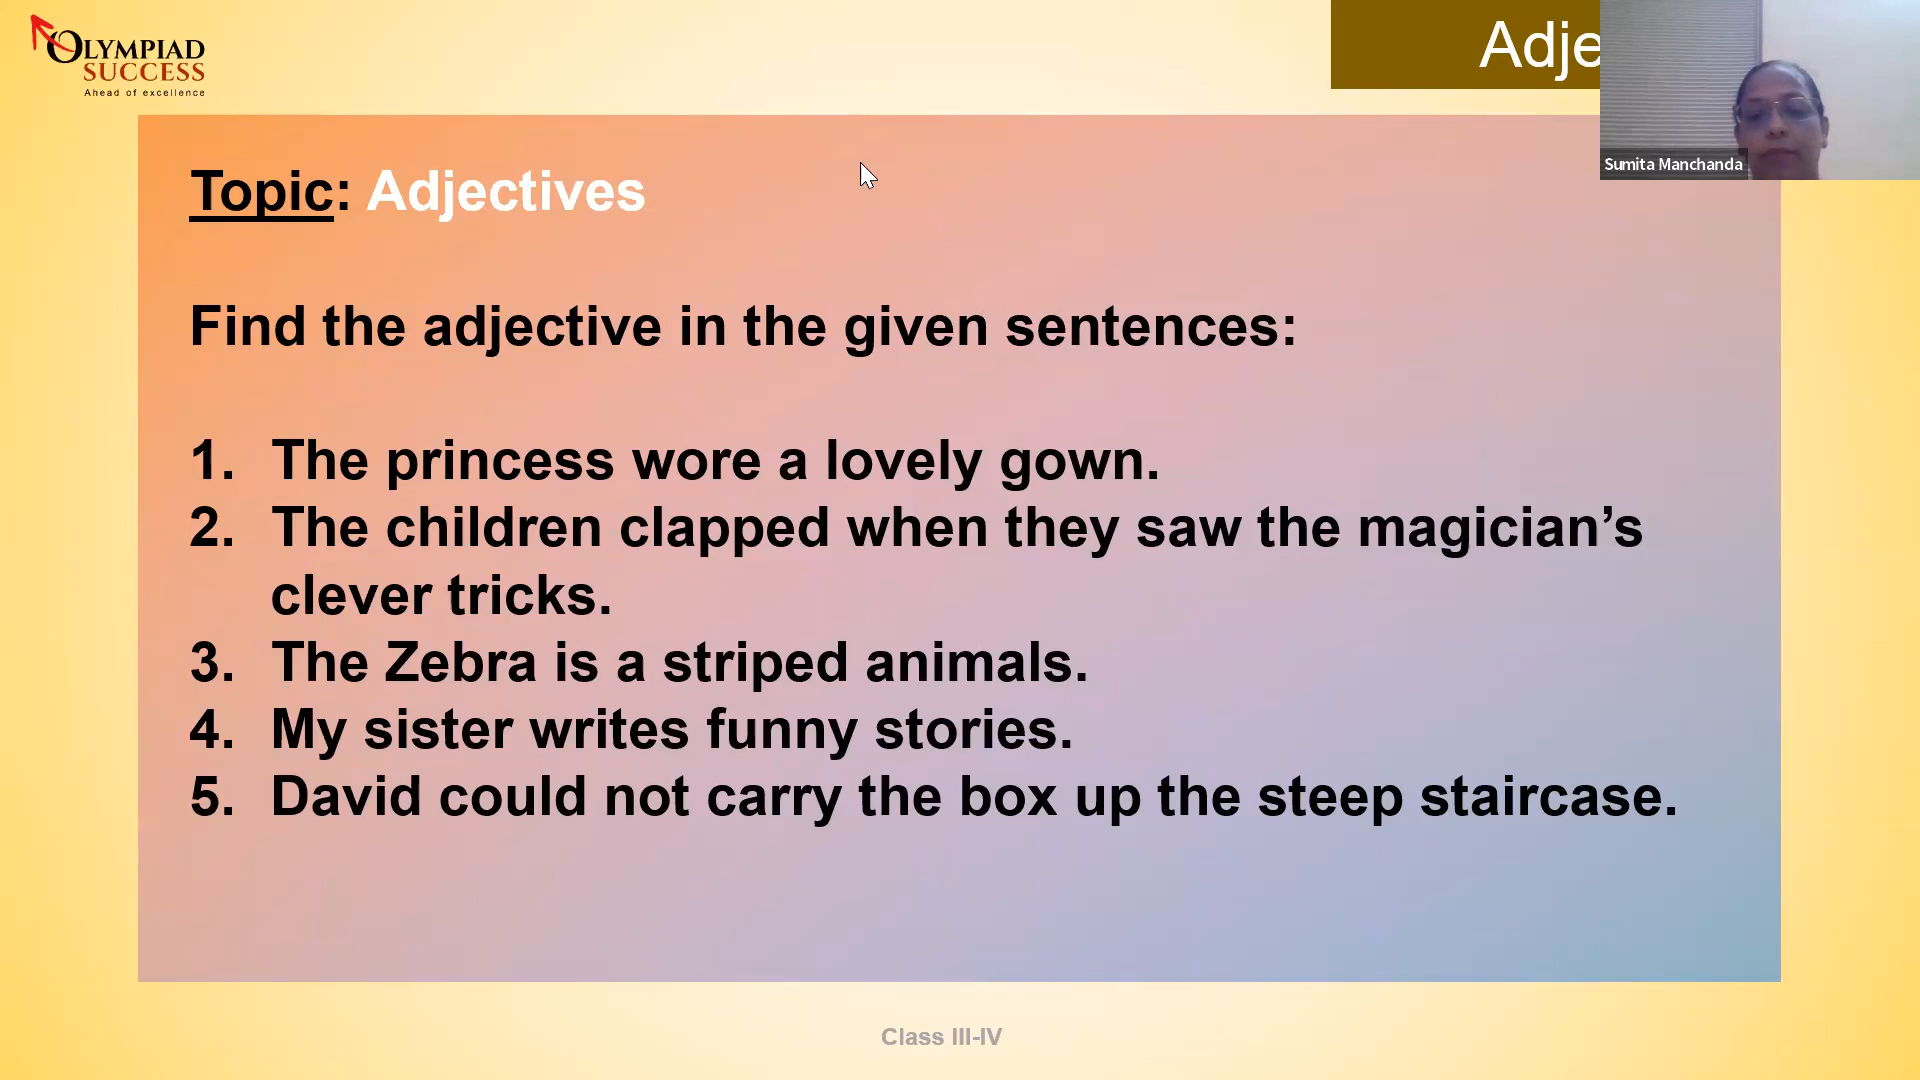 OLYMPIAD
SUCCESS
Ahead of excellence
Adje
Sumita Manchanda
Topic: Adjectives
Find the adjective in the given sentences:
1. The princess wore a lovely gown.
2. The children clapped when they saw the magician’s
clever tricks.
3. The Zebra is a striped animals.
4. My sister writes funny stories.
5. David could not carry the box up the steep staircase.
Class III-IV